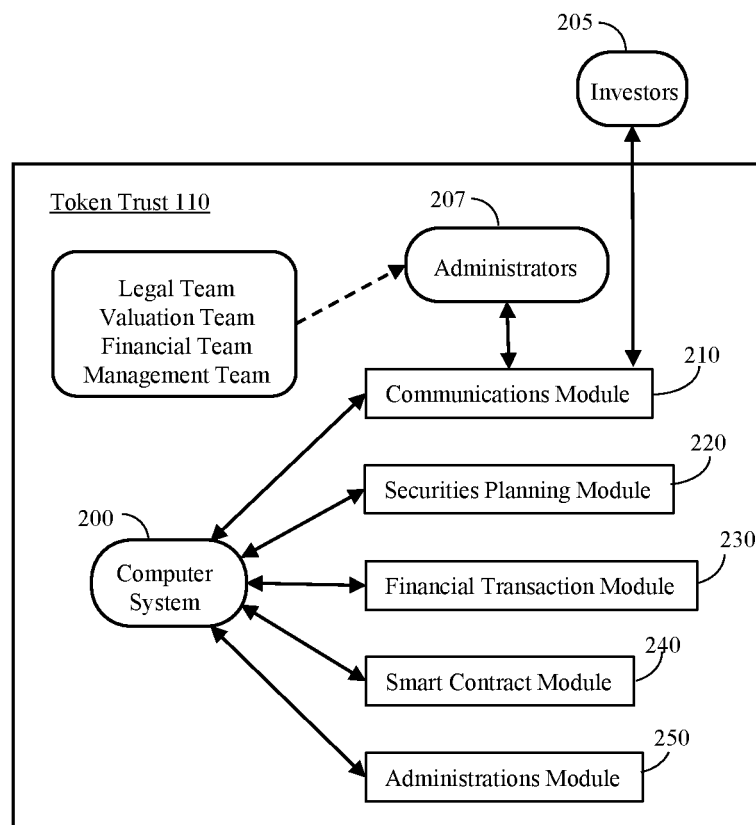 205
Investors
Token Trust 110
207
Administrators
Legal Team
Valuation Team
Financial Team
Management Team
210
Communications Module
220
Securities Planning Module
200
Computer
System
230
Financial Transaction Module
240
Smart Contract Module
250
Administrations Module